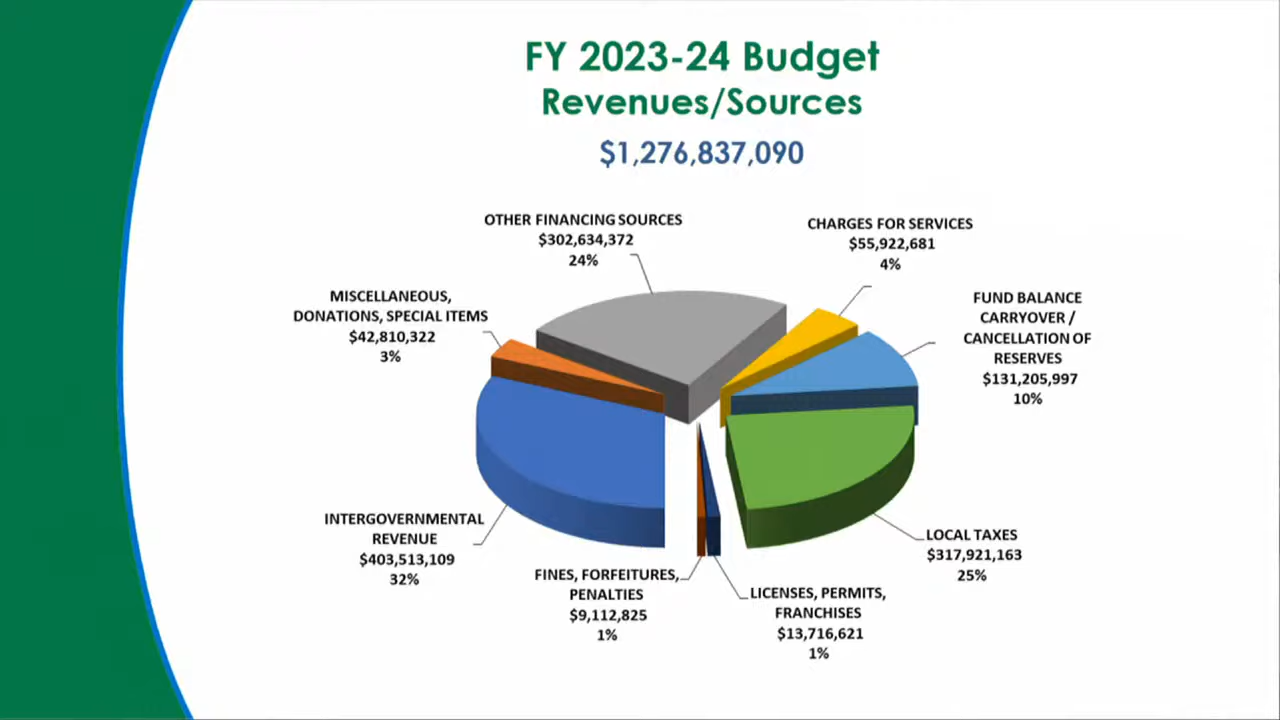 FY 2023-24 Budget
Revenues/Sources
$1,276,837,090
OTHER FINANCING SOURCES
$302,634,372
24%
CHARGES FOR SERVICES
$55,922,681
4%
MISCELLANEOUS,
DONATIONS, SPECIAL ITEMS
$42,810,322
3%
FUND BALANCE
CARRYOVER /
CANCELLATION OF
RESERVES
$131,205,997
10%
INTERGOVERNMENTAL
REVENUE
$403,513,109
32%
FINES, FORFEITURES,
PENALTIES
$9,112,825
1%
LICENSES, PERMITS,
FRANCHISES
$13,716,621
1%
LOCAL TAXES
$317,921,163
25%